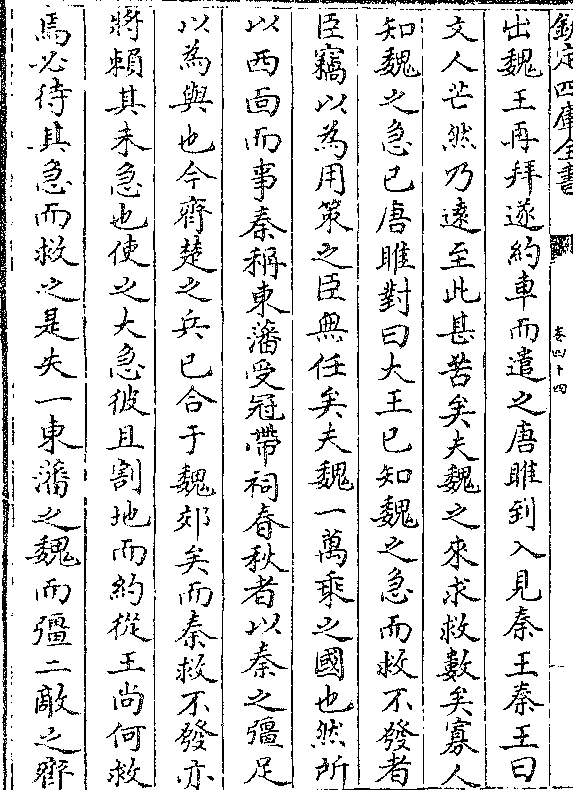 欽定四庫全書
卷四十四
出魏王再拜遂約車而遣之唐雎到入見秦王秦王曰
丈人芒然乃遠至此甚苦矣夫魏之來求救數矣寡人
知魏之急已唐雎對曰大王已知魏之急而救不發者
臣竊以為用策之臣無任矣夫魏一萬乘之國也然所
以西面而事秦稱東藩受冠帶祠春秋者以秦之彊足
以為與也今齊楚之兵已合于魏郊矣而秦救不發亦
將賴其未急也使之大急彼且割地而約從王尚何救
焉必待其急而救之是失一東藩之魏而彊二敵之齊